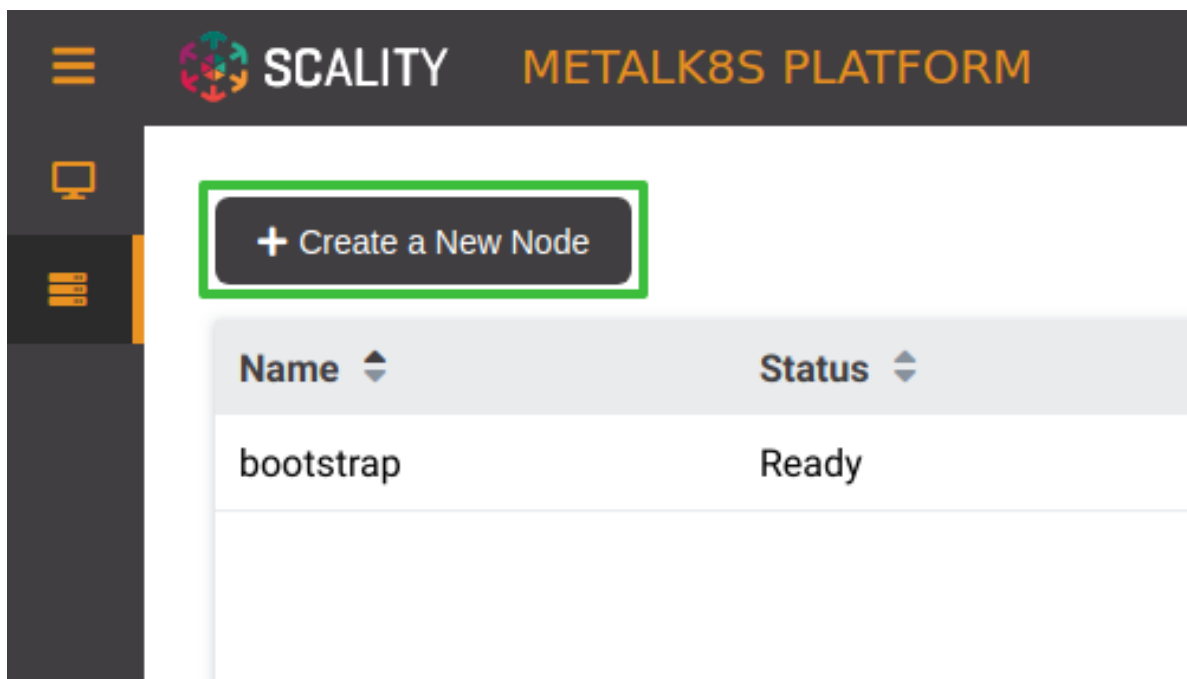 SCALITY METALK8S PLATFORM
+ Create a New Node
Name Status
bootstrap Ready